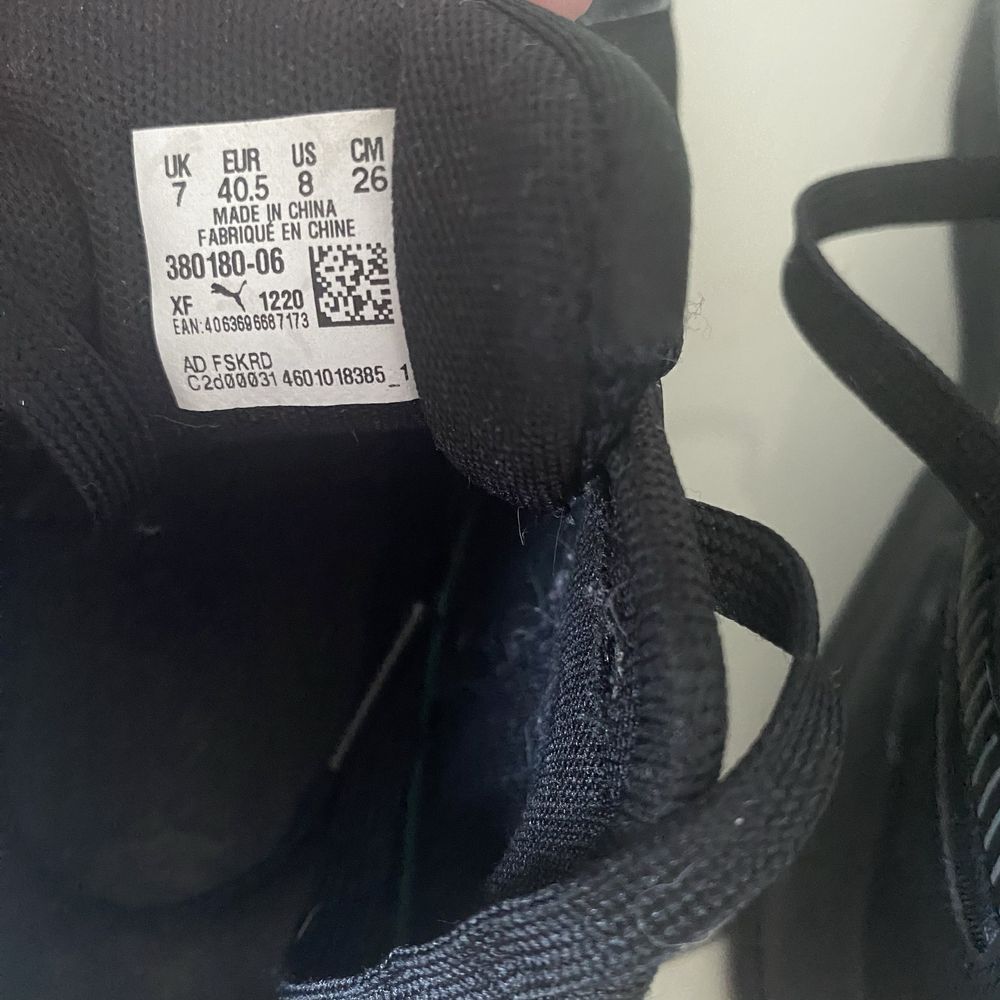 UK EUR US CM
7 40.5 8 26
MADE IN CHINA
FABRIQUÉ EN CHINE
380180-06
XF 1220
EAN:4063696687173
AD FSKRD
C2d00031 4601018385_1